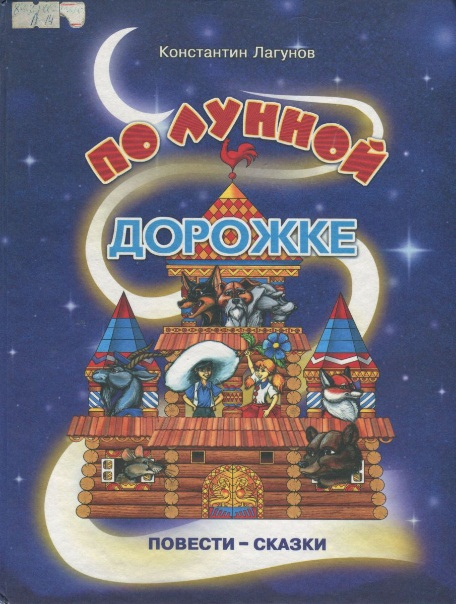 Константин Лагунов
ПО ЛУННОЙ
ДОРОЖКЕ
ПОВЕСТИ – СКАЗКИ